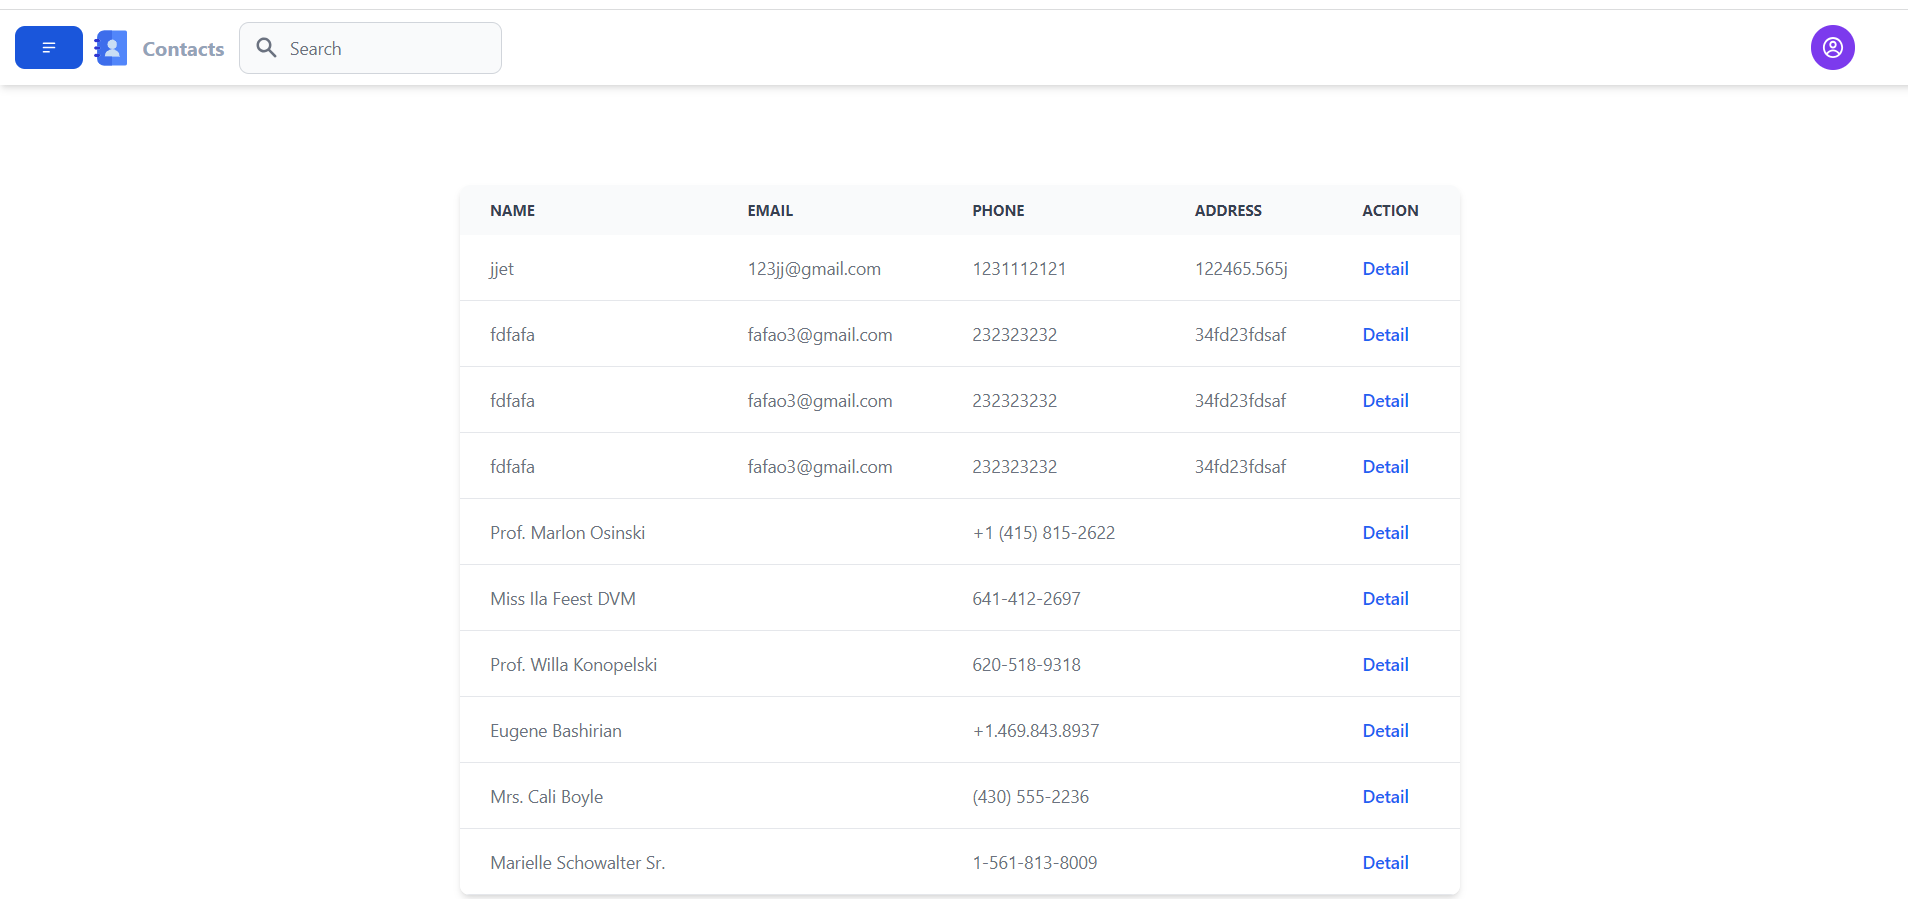 Contacts Search
NAME EMAIL PHONE ADDRESS ACTION
jjet 123jj@gmail.com 1231112121 122465.565j Detail
fdfafa fafao3@gmail.com 232323232 34fd23fdsaf Detail
fdfafa fafao3@gmail.com 232323232 34fd23fdsaf Detail
fdfafa fafao3@gmail.com 232323232 34fd23fdsaf Detail
Prof. Marlon Osinski +1 (415) 815-2622 Detail
Miss Ila Feest DVM 641-412-2697 Detail
Prof. Willa Konopelski 620-518-9318 Detail
Eugene Bashirian +1.469.843.8937 Detail
Mrs. Cali Boyle (430) 555-2236 Detail
Marielle Schowalter Sr. 1-561-813-8009 Detail